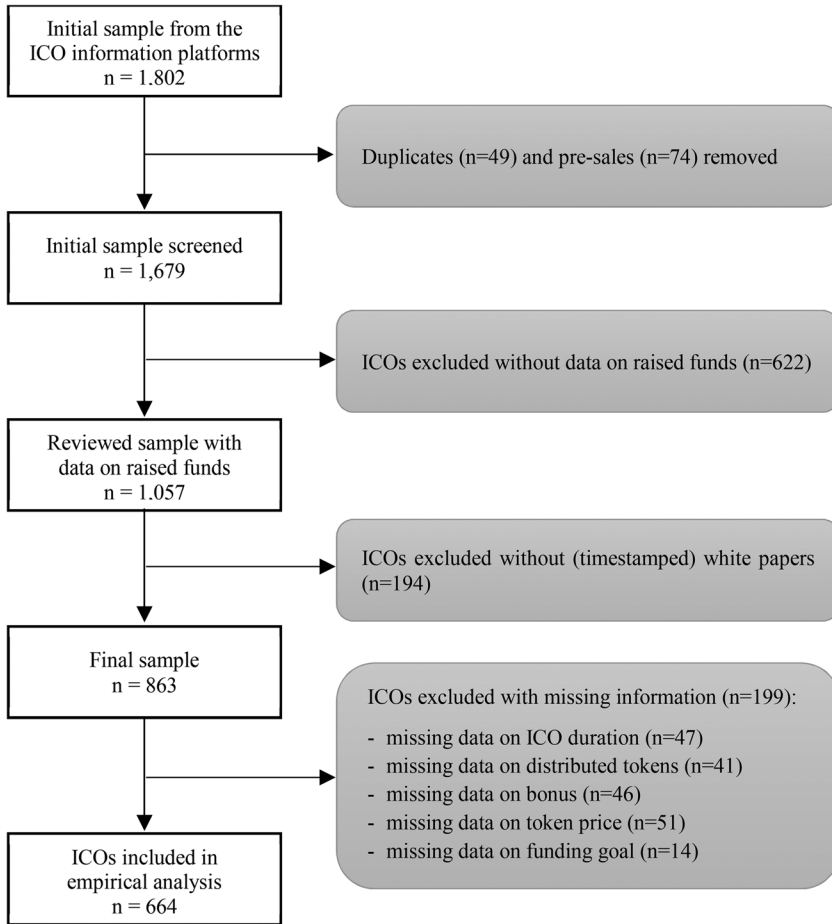 Initial sample from the
ICO information platforms
n = 1,802
Duplicates (n=49) and pre-sales (n=74) removed
Initial sample screened
n = 1,679
ICOs excluded without data on raised funds (n=622)
Reviewed sample with
data on raised funds
n = 1,057
ICOs excluded without (timestamped) white papers
(n=194)
Final sample
n = 863
ICOs excluded with missing information (n=199):
- missing data on ICO duration (n=47)
- missing data on distributed tokens (n=41)
- missing data on bonus (n=46)
- missing data on token price (n=51)
- missing data on funding goal (n=14)
ICOs included in
empirical analysis
n = 664